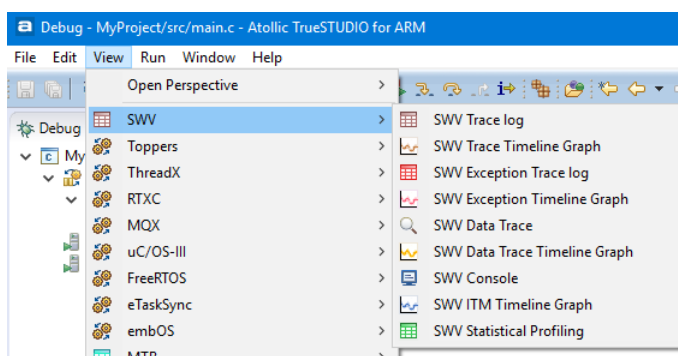 a Debug - MyProject/src/main.c - Atollic TrueSTUDIO for ARM
File Edit View Run Window Help
Open Perspective
Debug
SWV
SWV Trace log
c My
Toppers
SWV Trace Timeline Graph
ThreadX
SWV Exception Trace log
RTXC
SWV Exception Timeline Graph
MQX
SWV Data Trace
uC/OS-III
SWV Data Trace Timeline Graph
FreeRTOS
SWV Console
eTaskSync
SWV ITM Timeline Graph
embOS
SWV Statistical Profiling